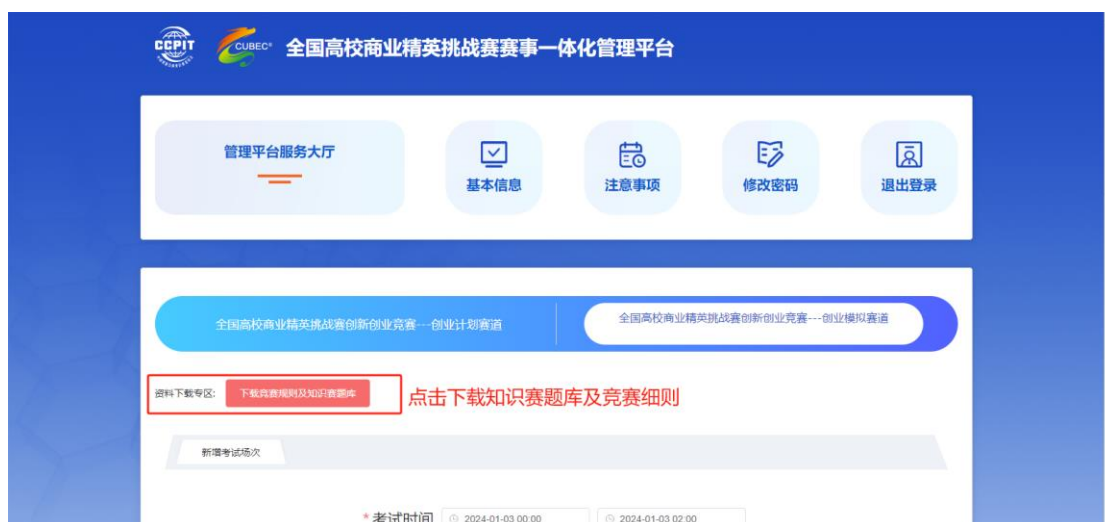 CCPIT CUBEC® 全国高校商业精英挑战赛赛事一体化管理平台
管理平台服务大厅
基本信息
注意事项
修改密码
退出登录
全国高校商业精英挑战赛创新创业竞赛---创业计划赛道
全国高校商业精英挑战赛创新创业竞赛---创业模拟赛道
资料下载专区: 下载竞赛规则及知识赛题库 点击下载知识赛题库及竞赛细则
新增考试场次
*考试时间 2024-01-03 00:00 2024-01-03 02:00